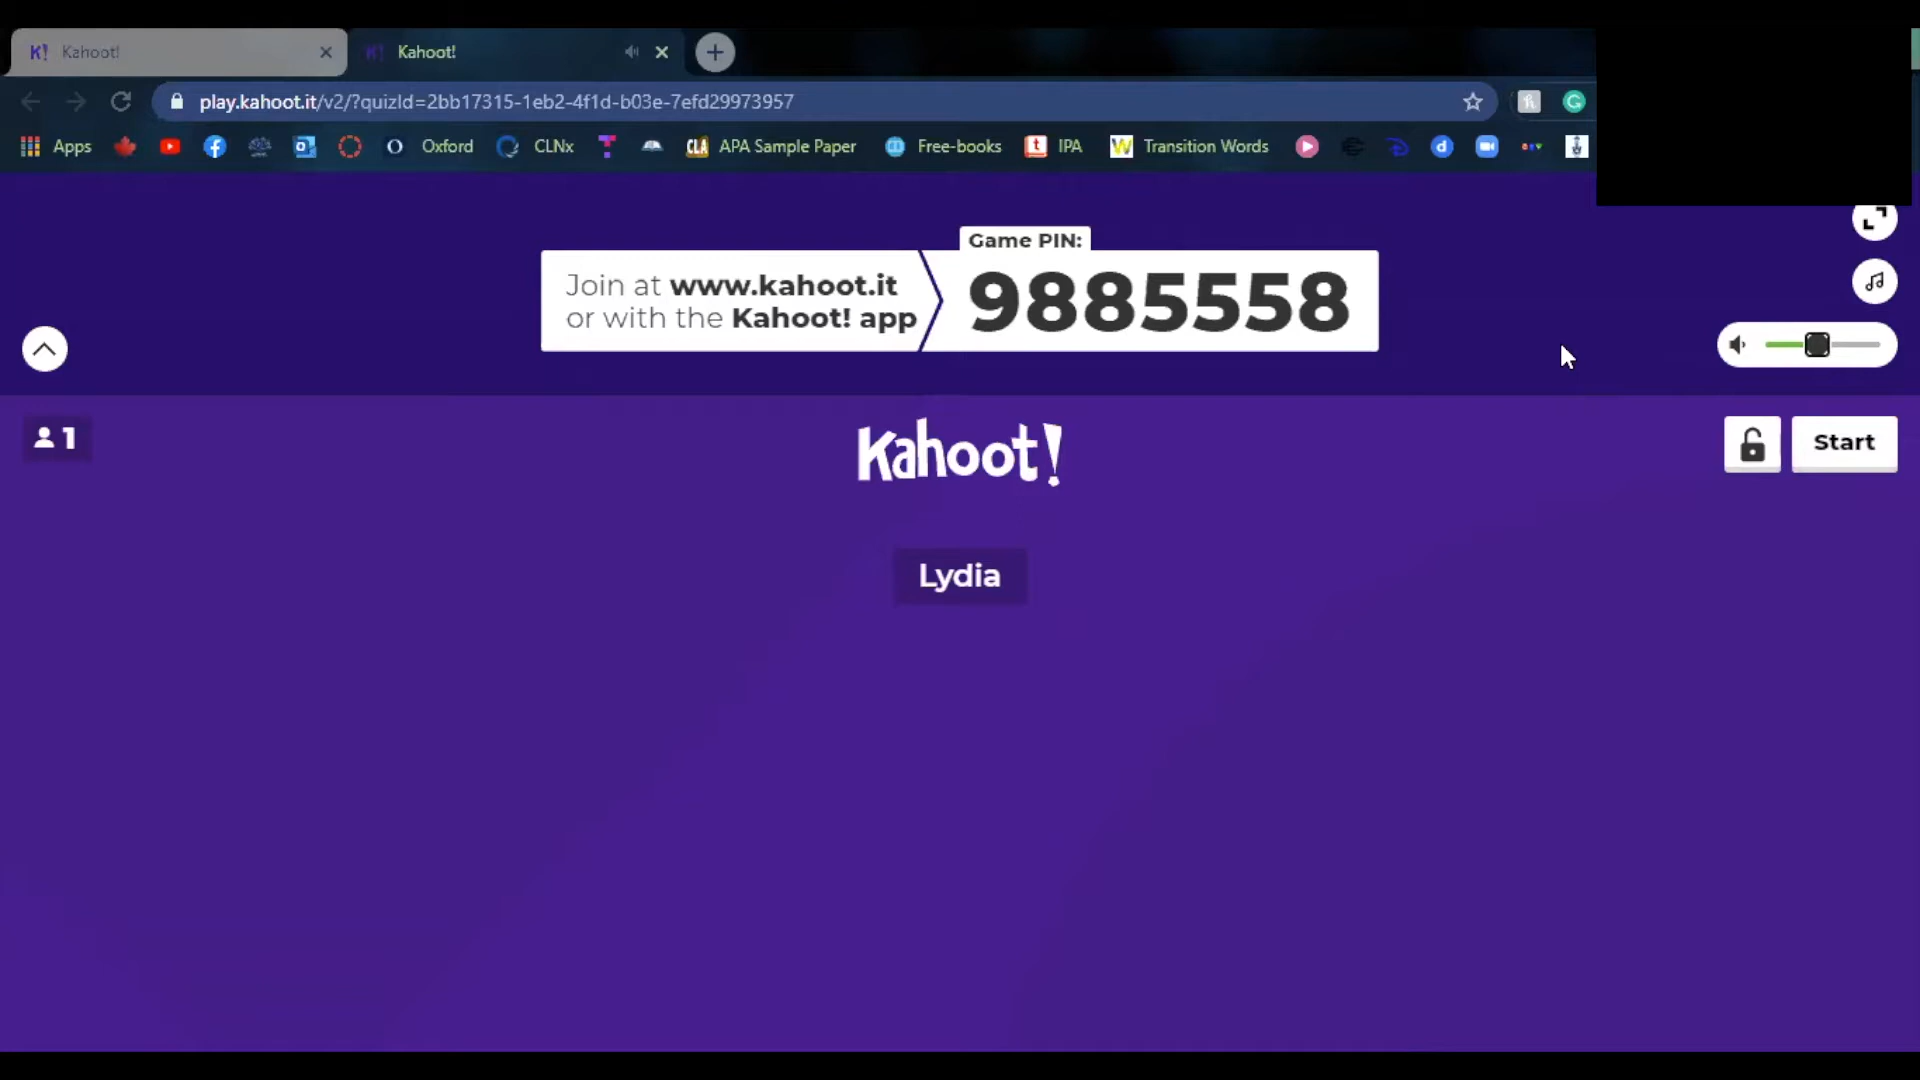 K! Kahoot!
Kahoot!
play.kahoot.it/v2/?quizId=2bb17315-1eb2-4f1d-b03e-7efd29973957
Apps Oxford CLNx CLA APA Sample Paper Free-books t IPA W Transition Words
Game PIN:
Join at www.kahoot.it
or with the Kahoot! app
9885558
1
Kahoot!
Start
Lydia